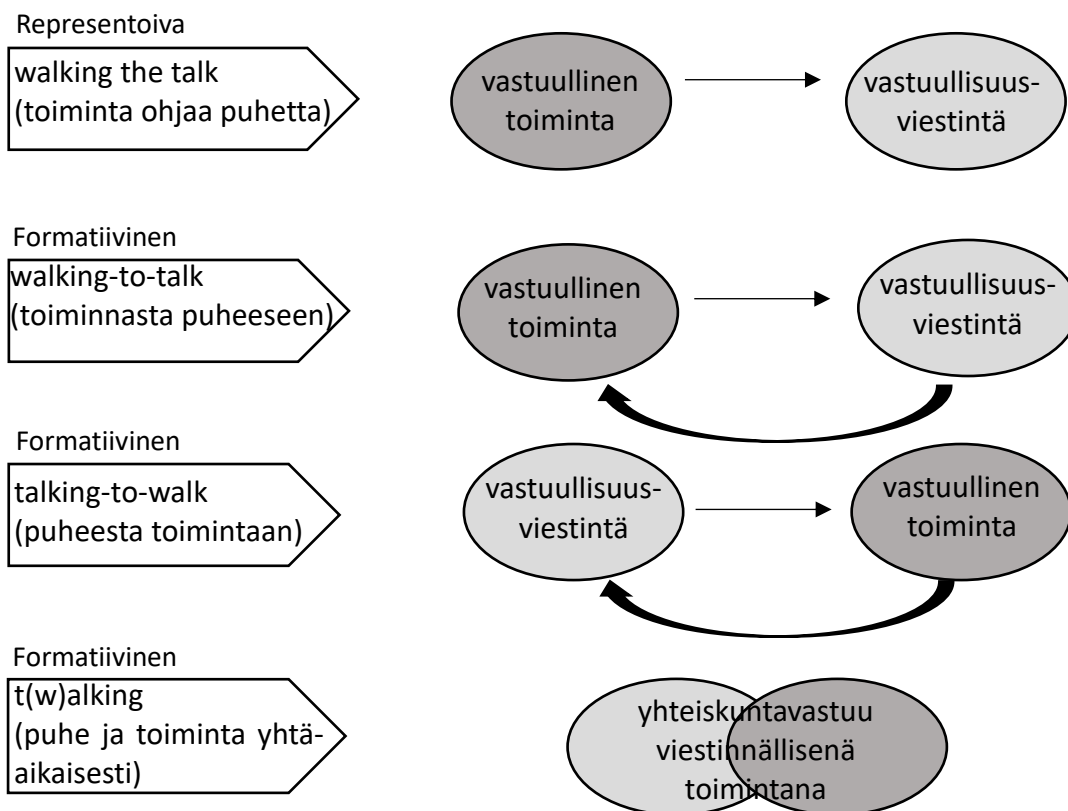 Representoiva
walking the talk
(toiminta ohjaa puhetta)
vastuullinen
toiminta
vastuullisuus-
viestintä
Formatiivinen
walking-to-talk
(toiminnasta puheeseen)
vastuullinen
toiminta
vastuullisuus-
viestintä
Formatiivinen
talking-to-walk
(puheesta toimintaan)
vastuullisuus-
viestintä
vastuullinen
toiminta
Formatiivinen
t(w)alking
(puhe ja toiminta yhtä-
aikaisesti)
yhteiskuntavastuu
viestinnällisenä
toimintana